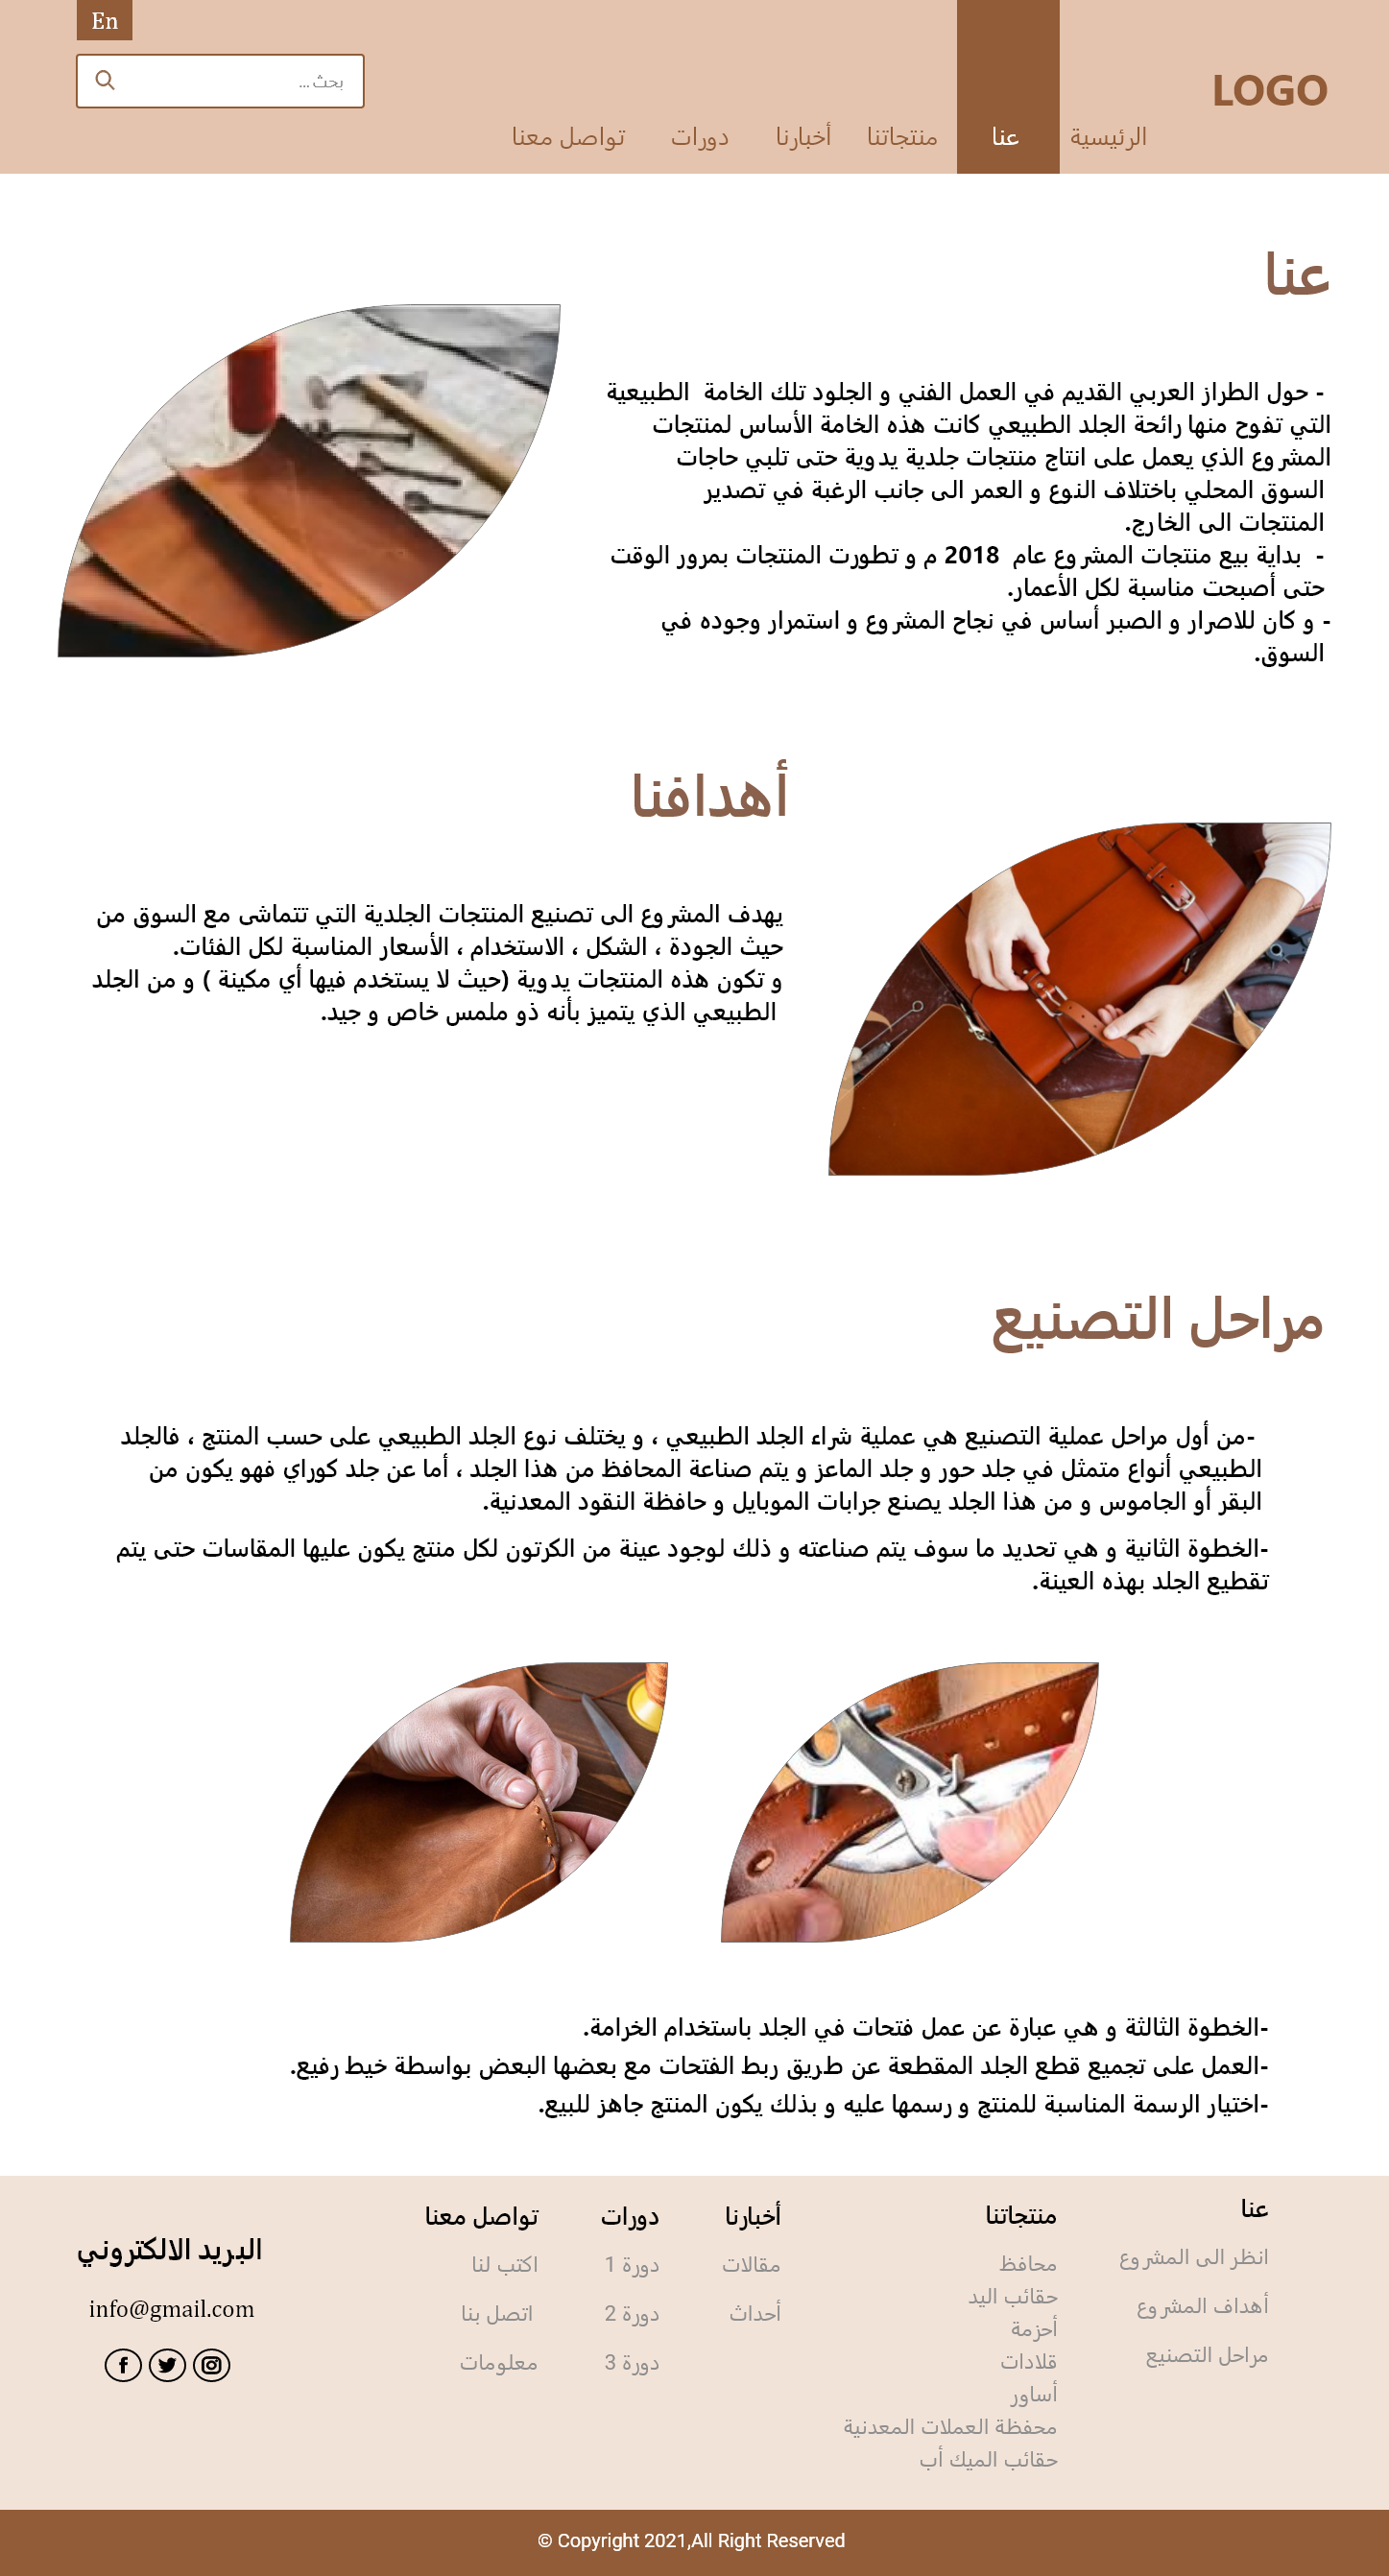 En
بحث ...
LOGO
الرئيسية
عنا
منتجاتنا
أخبارنا
دورات
تواصل معنا
عنا
- حول الطراز العربي القديم في العمل الفني و الجلود تلك الخامة الطبيعية
التي تفوح منها رائحة الجلد الطبيعي كانت هذه الخامة الأساس لمنتجات
المشروع الذي يعمل على انتاج منتجات جلدية يدوية حتى تلبي حاجات
السوق المحلي باختلاف النوع و العمر الى جانب الرغبة في تصدير
المنتجات الى الخارج.
- بداية بيع منتجات المشروع عام 2018 م و تطورت المنتجات بمرور الوقت
حتى أصبحت مناسبة لكل الأعمار.
- و كان للاصرار و الصبر أساس في نجاح المشروع و استمرار وجوده في
السوق.
أهدافنا
يهدف المشروع الى تصنيع المنتجات الجلدية التي تتماشى مع السوق من
حيث الجودة ، الشكل ، الاستخدام ، الأسعار المناسبة لكل الفئات.
و تكون هذه المنتجات يدوية (حيث لا يستخدم فيها أي مكينة ) و من الجلد
الطبيعي الذي يتميز بأنه ذو ملمس خاص و جيد.
مراحل التصنيع
-من أول مراحل عملية التصنيع هي عملية شراء الجلد الطبيعي ، و يختلف نوع الجلد الطبيعي على حسب المنتج ، فالجلد
الطبيعي أنواع متمثل في جلد حور و جلد الماعز و يتم صناعة المحافظ من هذا الجلد ، أما عن جلد كوراي فهو يكون من
البقر أو الجاموس و من هذا الجلد يصنع جرابات الموبايل و حافظة النقود المعدنية.
-الخطوة الثانية و هي تحديد ما سوف يتم صناعته و ذلك لوجود عينة من الكرتون لكل منتج يكون عليها المقاسات حتى يتم
تقطيع الجلد بهذه العينة.
-الخطوة الثالثة و هي عبارة عن عمل فتحات في الجلد باستخدام الخرامة.
-العمل على تجميع قطع الجلد المقطعة عن طريق ربط الفتحات مع بعضها البعض بواسطة خيط رفيع.
-اختيار الرسمة المناسبة للمنتج و رسمها عليه و بذلك يكون المنتج جاهز للبيع.
عنا
انظر الى المشروع
أهداف المشروع
مراحل التصنيع
منتجاتنا
محافظ
حقائب اليد
أحزمة
قلادات
أساور
محفظة العملات المعدنية
حقائب الميك أب
أخبارنا
مقالات
أحداث
دورات
دورة 1
دورة 2
دورة 3
تواصل معنا
اكتب لنا
اتصل بنا
معلومات
البريد الالكتروني
info@gmail.com
© Copyright 2021,All Right Reserved